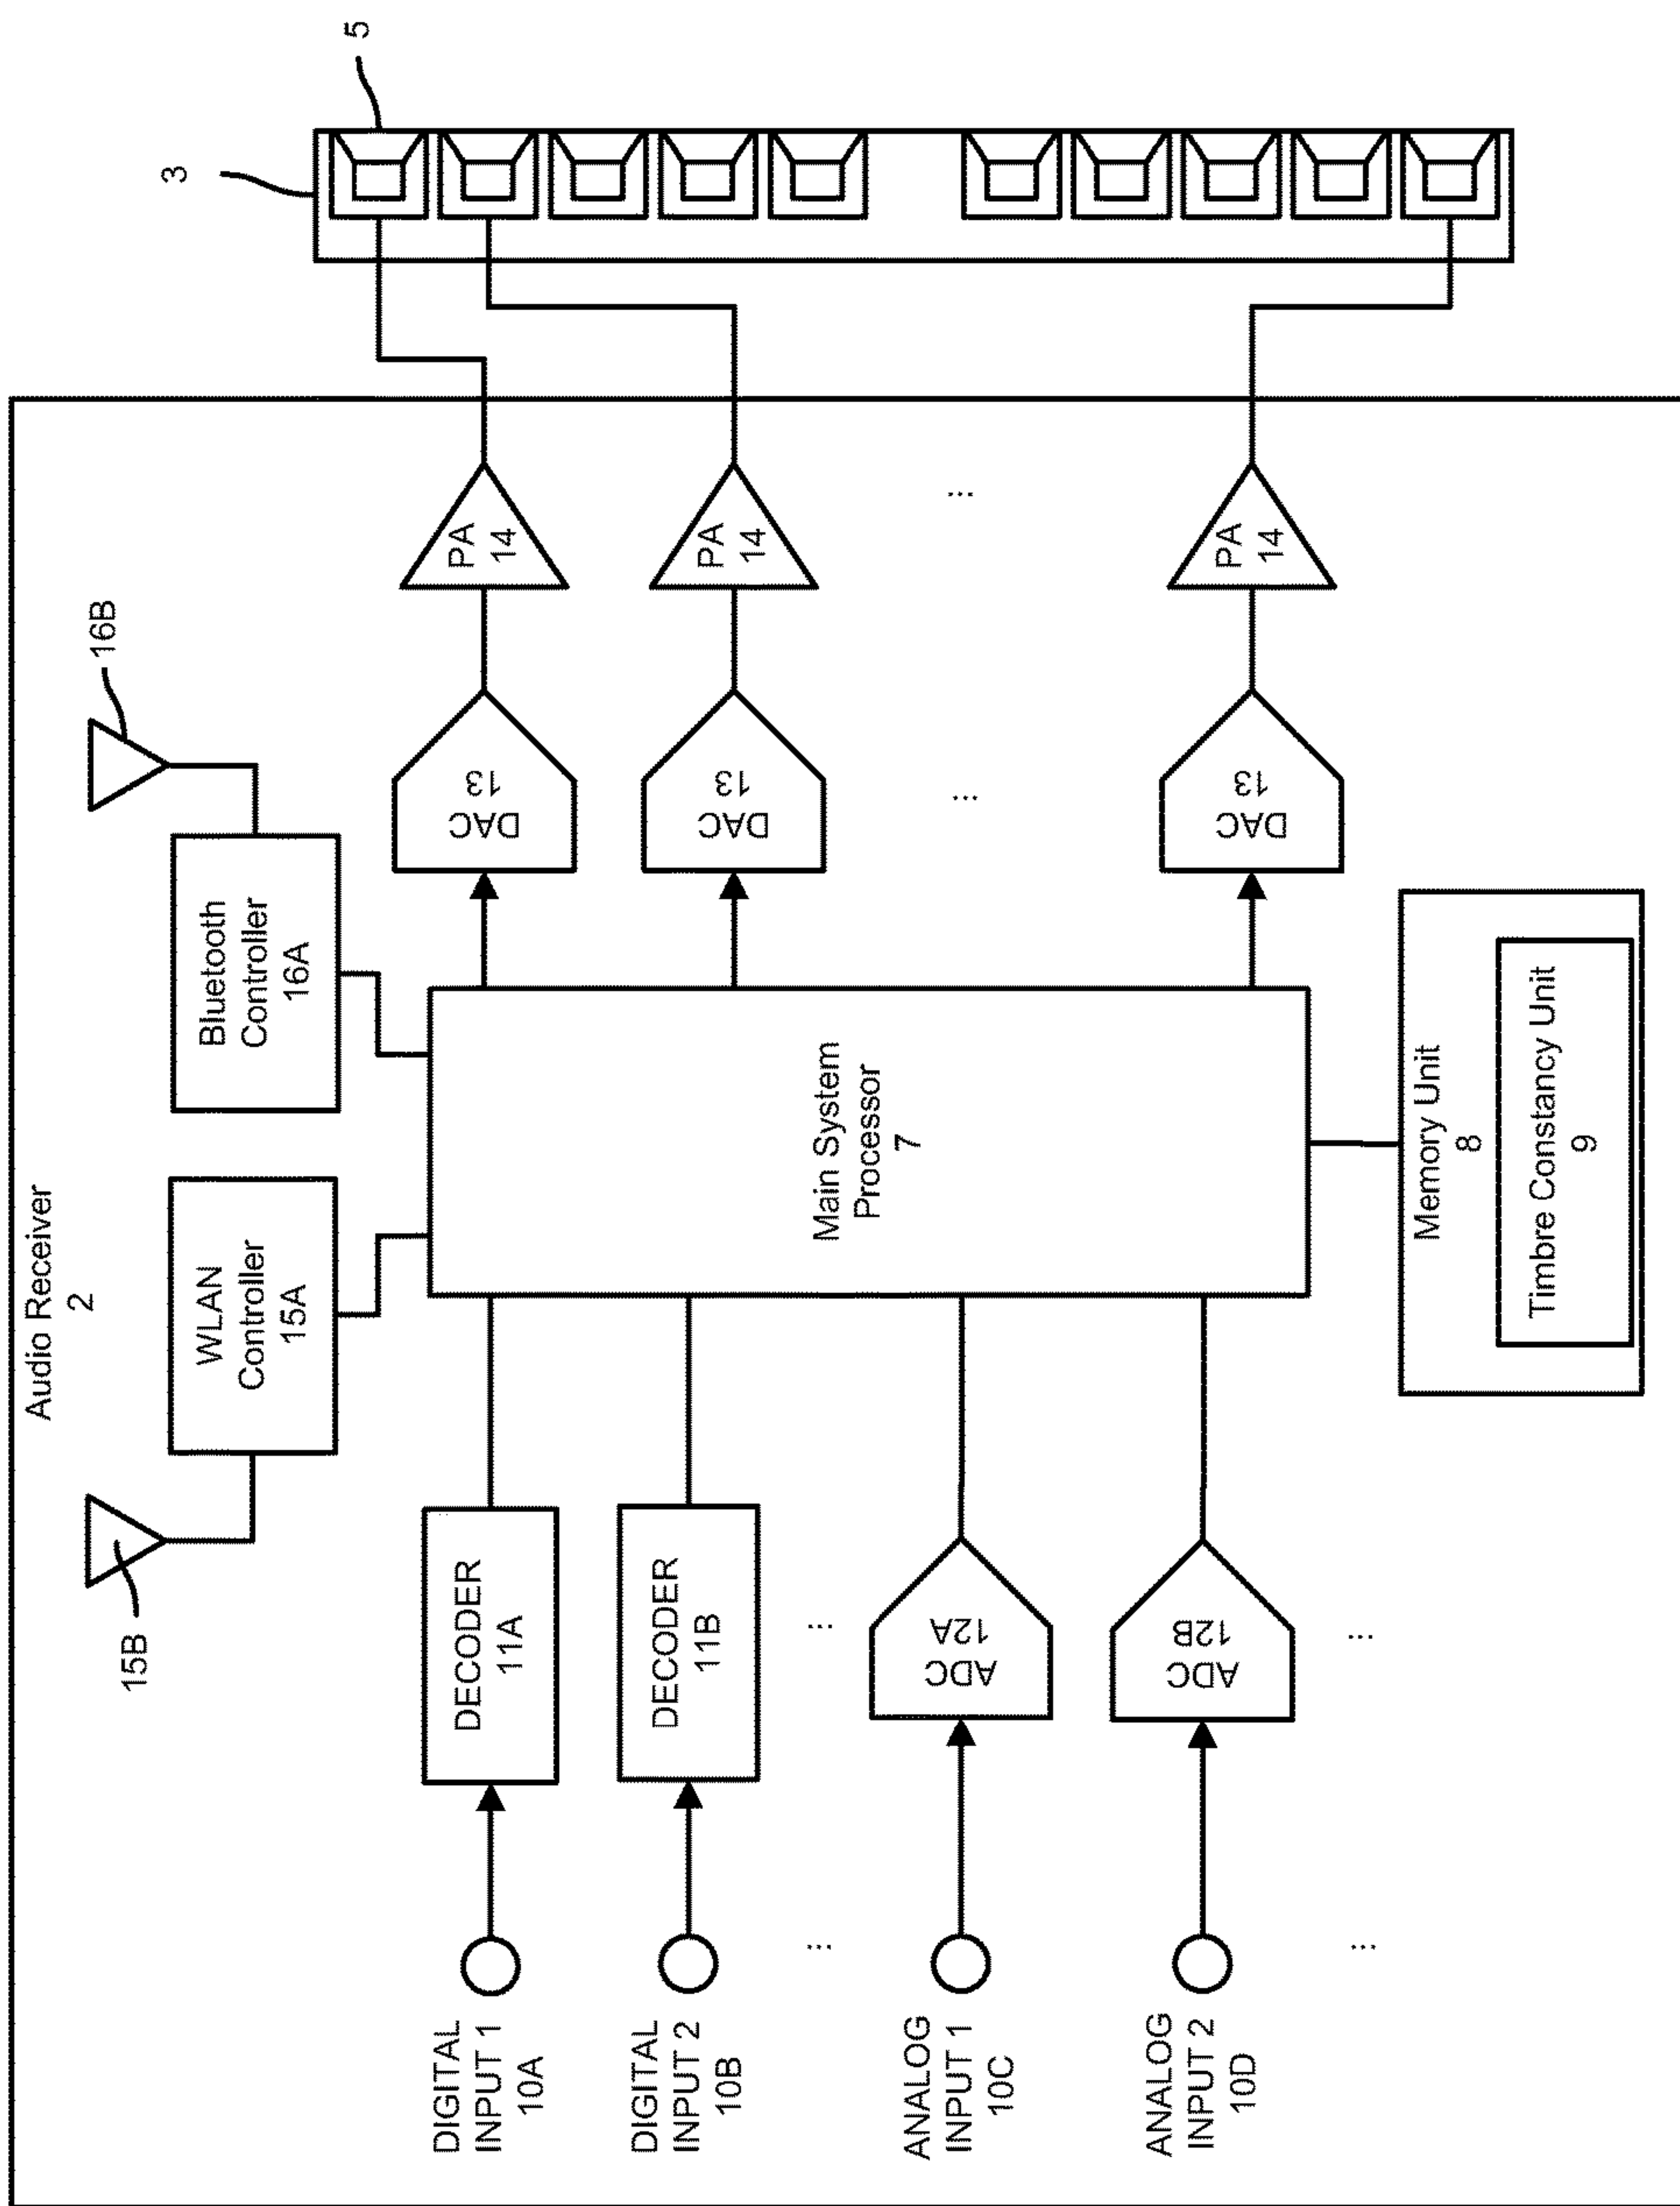 Audio Receiver
2
15B
WLAN
Controller
15A
Bluetooth
Controller
16A
16B
3
5
DIGITAL
INPUT 1
10A
DECODER
11A
DAC
13
PA
14
DIGITAL
INPUT 2
10B
DECODER
11B
Main System
Processor
7
DAC
13
PA
14
...
...
...
...
ANALOG
INPUT 1
10C
ADC
12A
ANALOG
INPUT 2
10D
ADC
12B
DAC
13
PA
14
...
...
Memory Unit
8
Timbre Constancy Unit
9